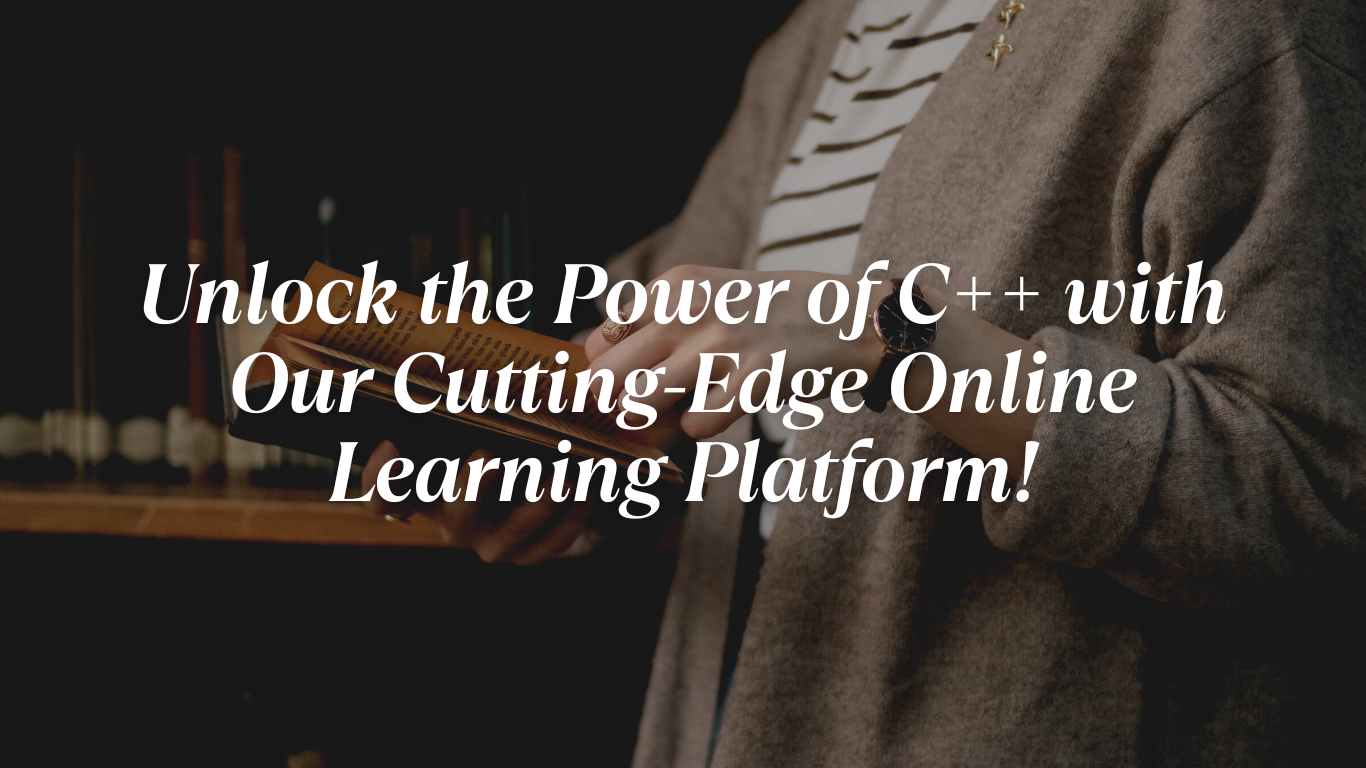 Unlock the Power of C++ with
Our Cutting-Edge Online
Learning Platform!